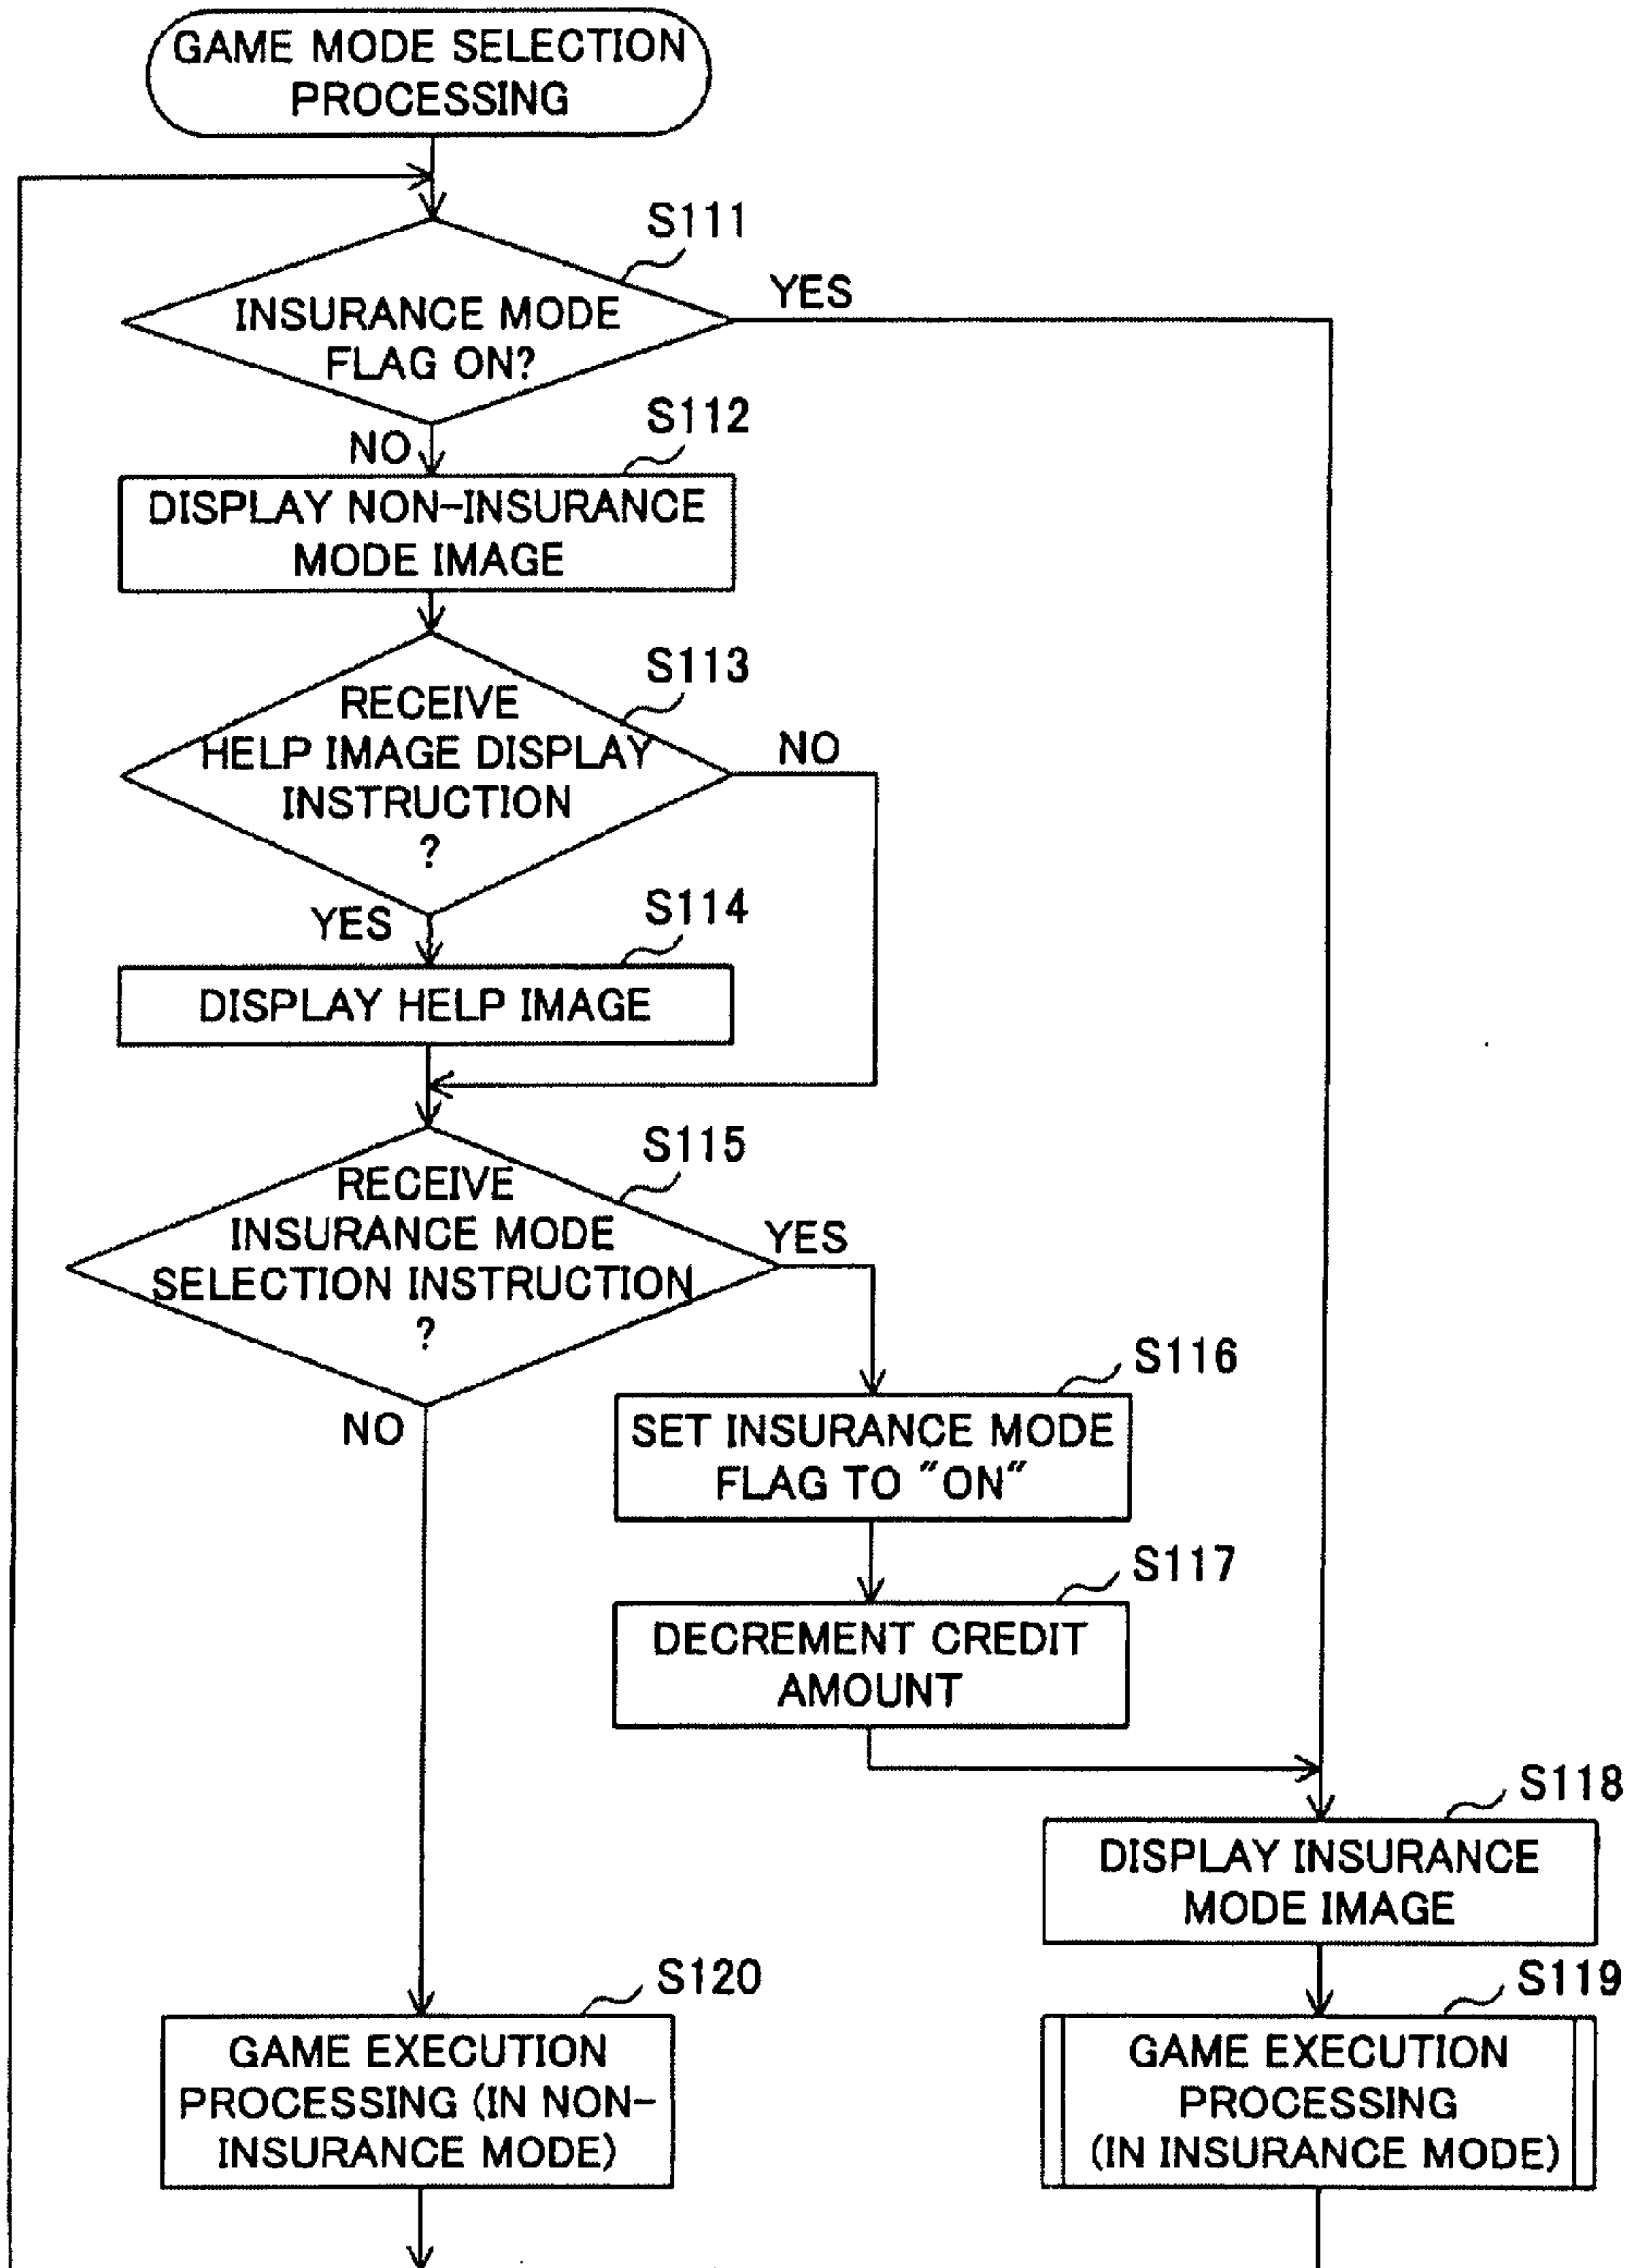 GAME MODE SELECTION
PROCESSING
S111
INSURANCE MODE
FLAG ON?
YES
NO
S112
DISPLAY NON-INSURANCE
MODE IMAGE
S113
RECEIVE
HELP IMAGE DISPLAY
INSTRUCTION
?
NO
YES
S114
DISPLAY HELP IMAGE
S115
RECEIVE
INSURANCE MODE
SELECTION INSTRUCTION
?
YES
NO
S116
SET INSURANCE MODE
FLAG TO "ON"
S117
DECREMENT CREDIT
AMOUNT
S118
DISPLAY INSURANCE
MODE IMAGE
S120
GAME EXECUTION
PROCESSING (IN NON-
INSURANCE MODE)
S119
GAME EXECUTION
PROCESSING
(IN INSURANCE MODE)